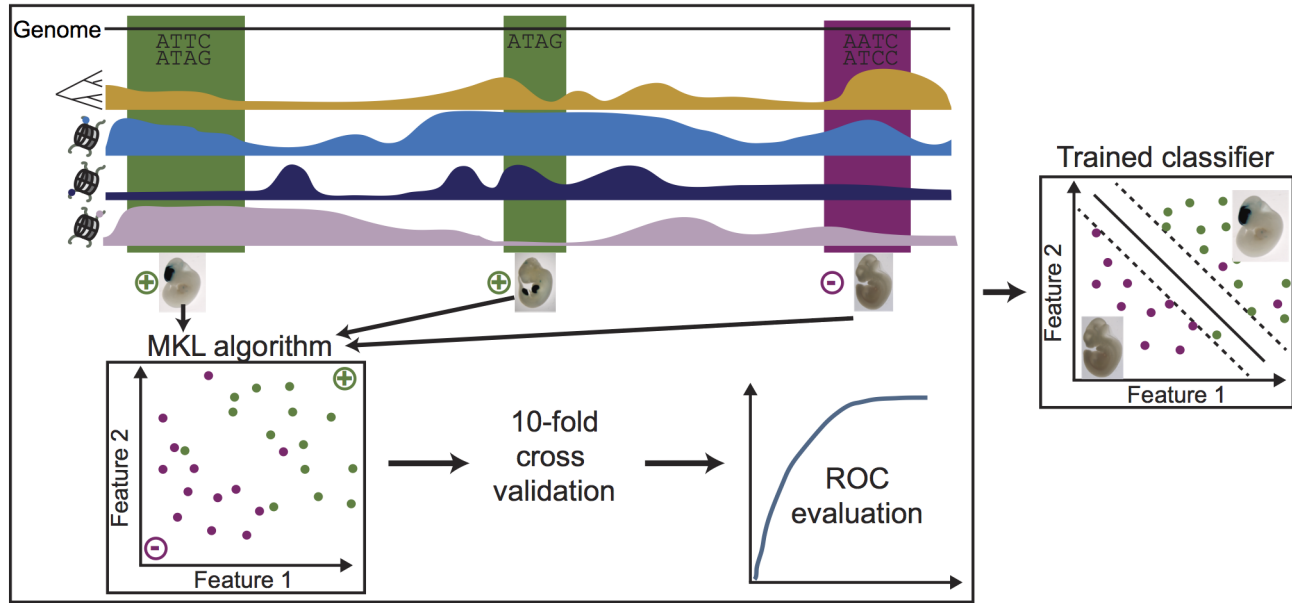 Genome
ATTC
ATAG
ATAG
AATC
ATCC
+
+
-
MKL algorithm
Feature 2
+
-
Feature 1
10-fold
cross
validation
ROC
evaluation
Trained classifier
Feature 2
Feature 1